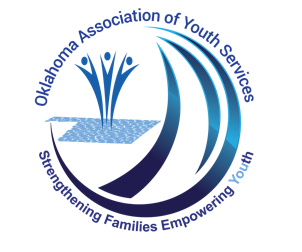 Oklahoma Association of Youth Services
Strengthening Families Empowering Youth